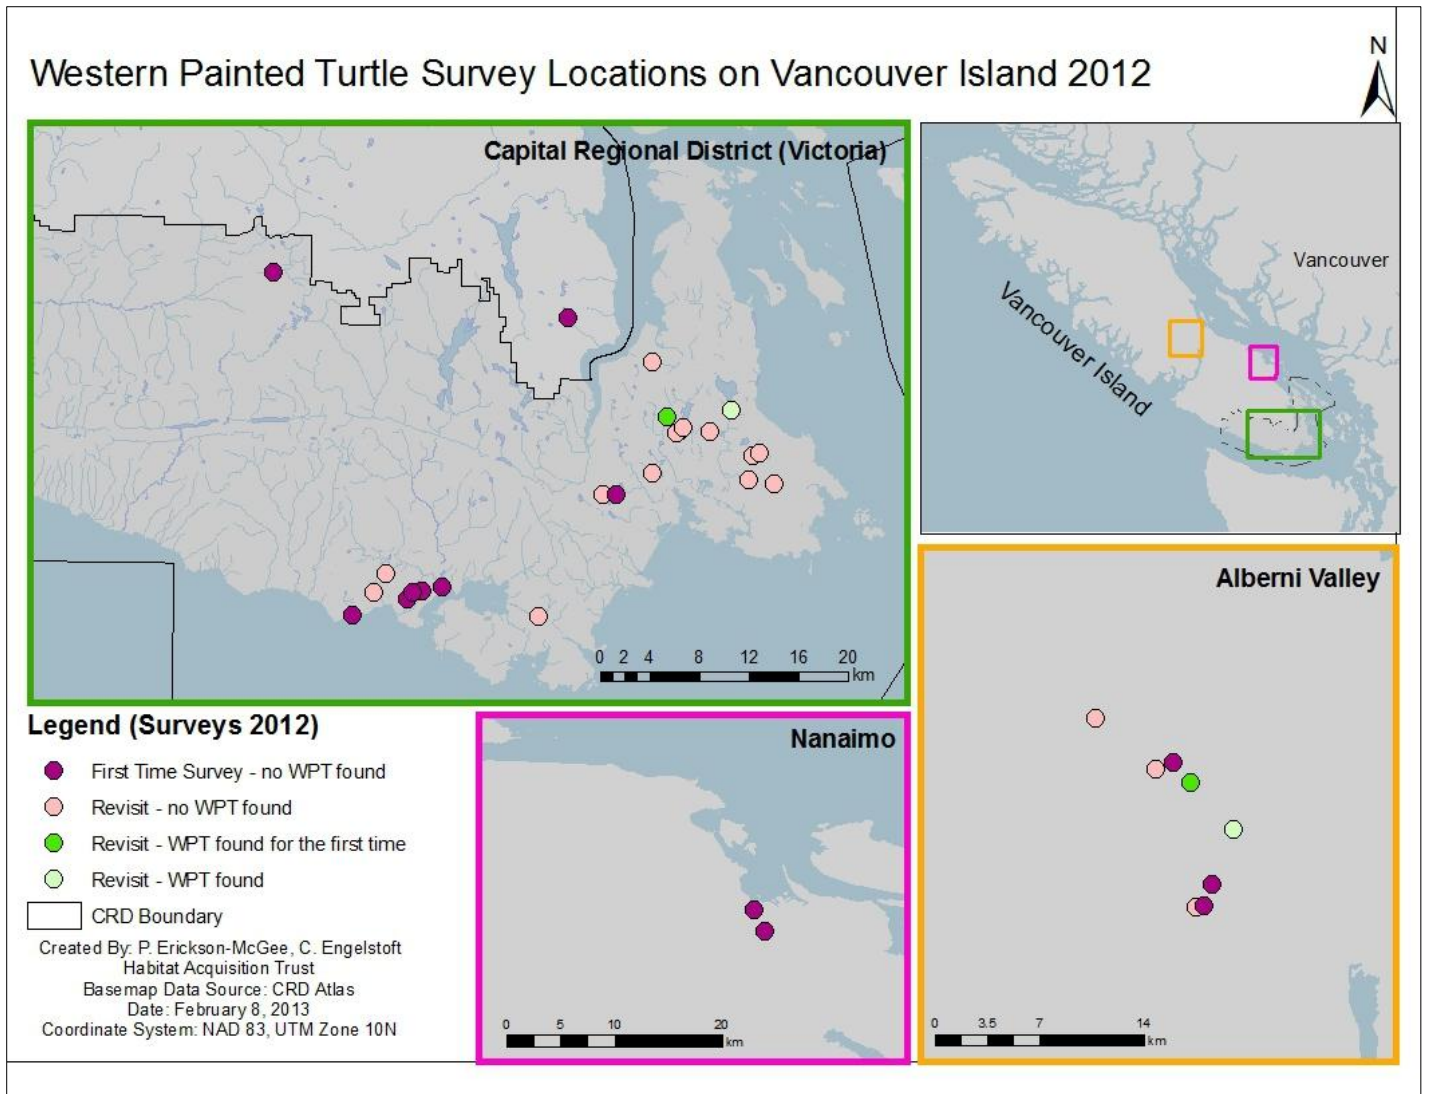 Western Painted Turtle Survey Locations on Vancouver Island 2012
N
Capital Regional District (Victoria)
0 2 4 8 12 16 20
km
Vancouver
Vancouver Island
Legend (Surveys 2012)
First Time Survey - no WPT found
Revisit - no WPT found
Revisit - WPT found for the first time
Revisit - WPT found
CRD Boundary
Created By: P. Erickson-McGee, C. Engelstoft
Habitat Acquisition Trust
Basemap Data Source: CRD Atlas
Date: February 8, 2013
Coordinate System: NAD 83, UTM Zone 10N
Nanaimo
0 5 10 20
km
Alberni Valley
0 3.5 7 14
km